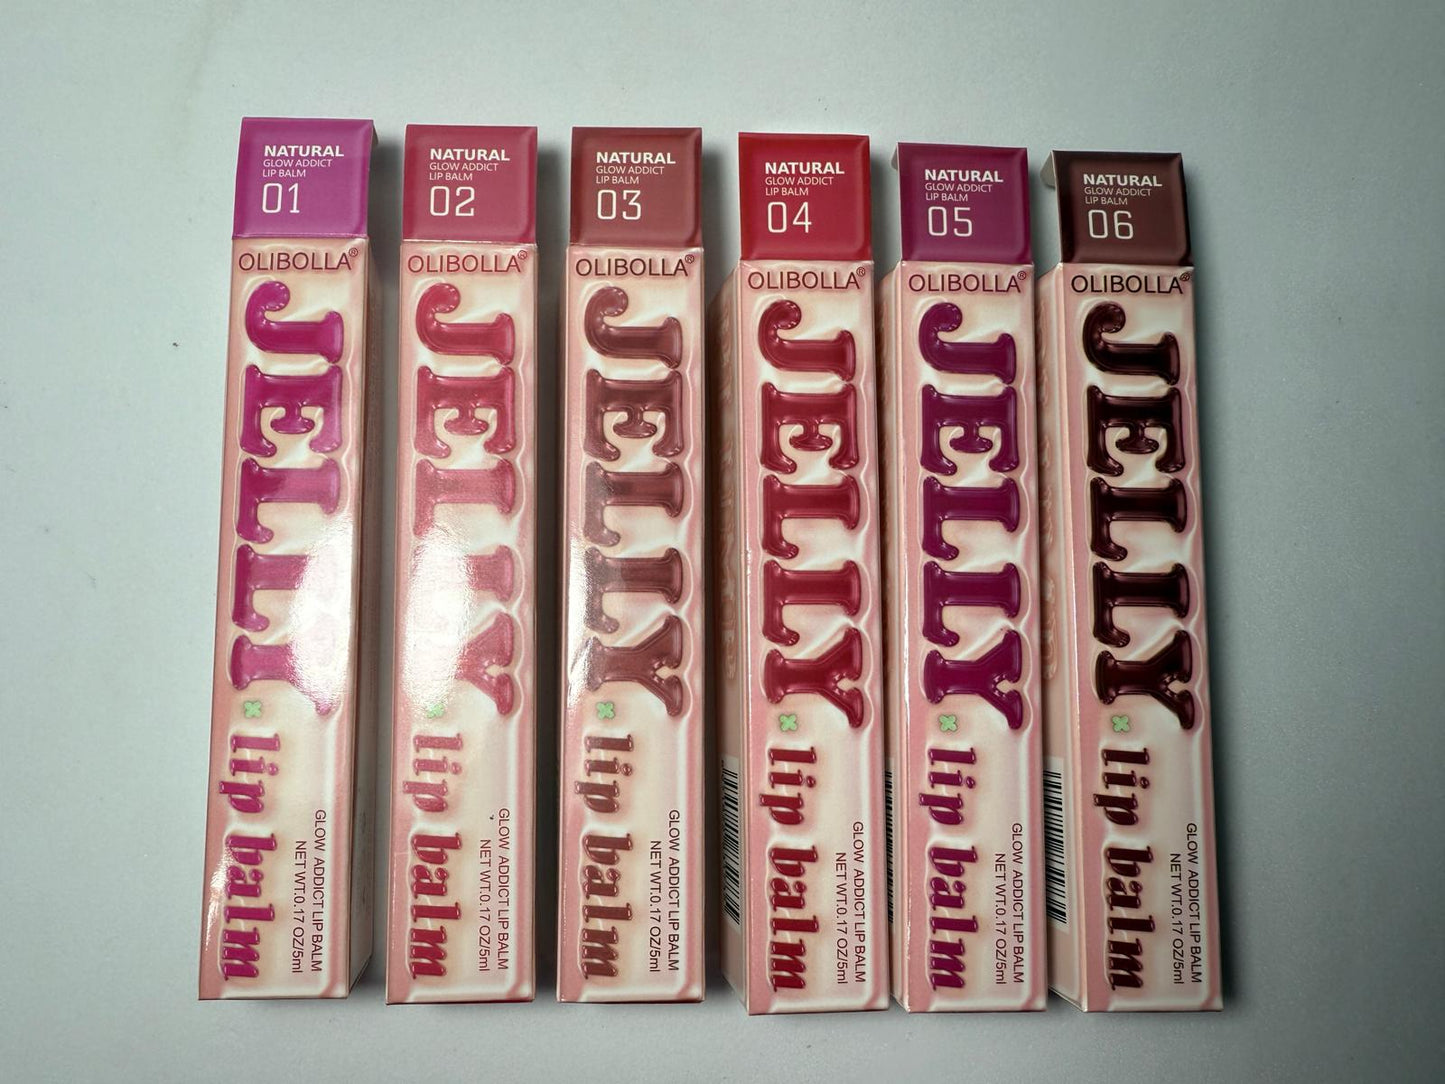 NATURAL
GLOW ADDICT
LIP BALM
01
OLIBOLLA®
JELLY
lip balm
GLOW ADDICT LIP BALM
NET WT.0.17 OZ/5ml
NATURAL
GLOW ADDICT
LIP BALM
02
OLIBOLLA®
JELLY
lip balm
GLOW ADDICT LIP BALM
NET WT.0.17 OZ/5ml
NATURAL
GLOW ADDICT
LIP BALM
03
OLIBOLLA®
JELLY
lip balm
GLOW ADDICT LIP BALM
NET WT.0.17 OZ/5ml
NATURAL
GLOW ADDICT
LIP BALM
04
OLIBOLLA®
JELLY
lip balm
GLOW ADDICT LIP BALM
NET WT.0.17 OZ/5ml
NATURAL
GLOW ADDICT
LIP BALM
05
OLIBOLLA®
JELLY
lip balm
GLOW ADDICT LIP BALM
NET WT.0.17 OZ/5ml
NATURAL
GLOW ADDICT
LIP BALM
06
OLIBOLLA®
JELLY
lip balm
GLOW ADDICT LIP BALM
NET WT.0.17 OZ/5ml